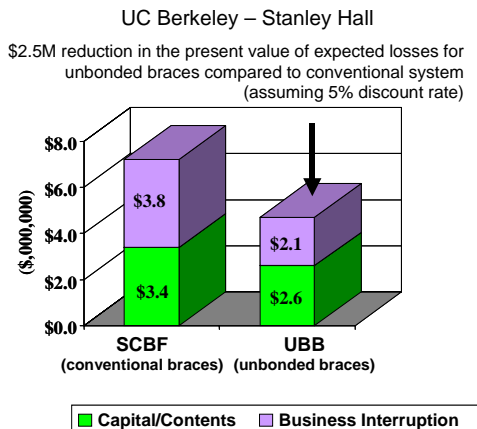 UC Berkeley – Stanley Hall
$2.5M reduction in the present value of expected losses for
unbonded braces compared to conventional system
(assuming 5% discount rate)
$8.0
$6.0
$4.0
$2.0
$0.0
($,000,000)
$3.8
$3.4
$2.1
$2.6
SCBF
(conventional braces)
UBB
(unbonded braces)
Capital/Contents
Business Interruption